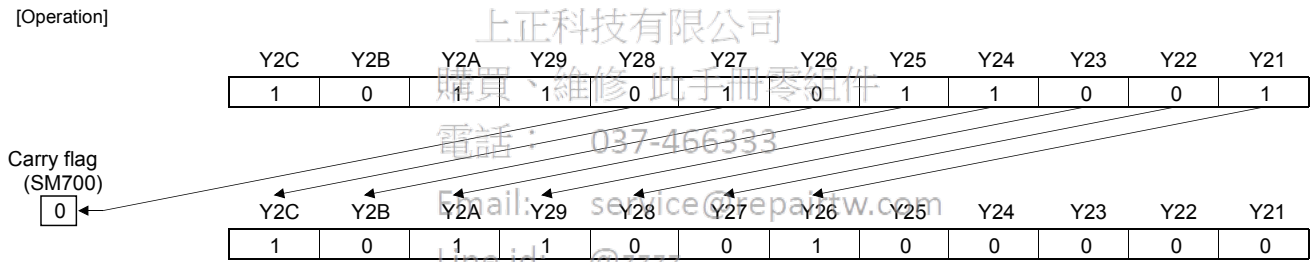 [Operation]
上正科技有限公司
Y2C Y2B Y2A Y29 Y28 Y27 Y26 Y25 Y24 Y23 Y22 Y21
購買、維修 此手冊零組件
1 0 1 1 0 1 0 1 1 0 0 1
電話： 037-466333
Carry flag
(SM700)
0
Email: service@repairtw.com
Y2C Y2B Y2A Y29 Y28 Y27 Y26 Y25 Y24 Y23 Y22 Y21
1 0 1 1 0 0 1 0 0 0 0 0
Line id: